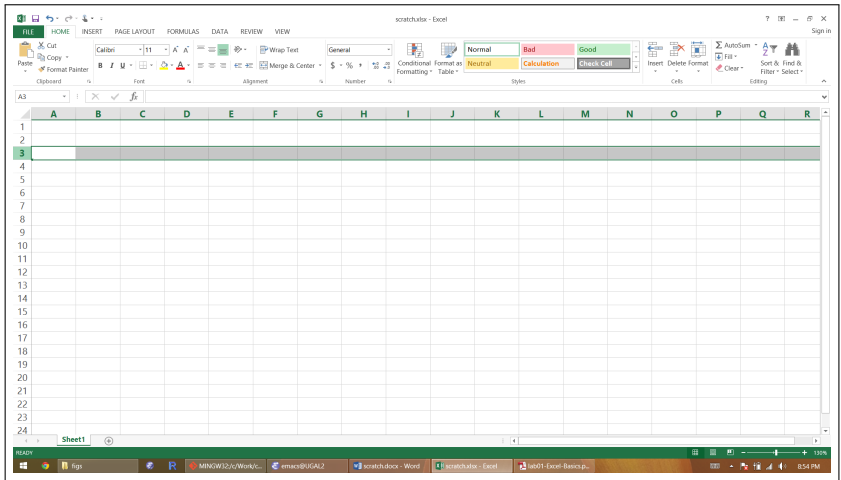 scratch.xlsx - Excel
FILE HOME INSERT PAGE LAYOUT FORMULAS DATA REVIEW VIEW Sign in
Cut
Copy
Format Painter
Paste
Clipboard
Calibri 11
B I U
Font
Wrap Text
Merge & Center
Alignment
General
$ - % ,
Number
Conditional Formatting
Format as Table
Normal Bad Good
Neutral Calculation Check Cell
Styles
Insert Delete Format
Cells
AutoSum
Fill
Clear
Sort & Filter
Find & Select
Editing
A3 fx
A B C D E F G H I J K L M N O P Q R
1
2
3
4
5
6
7
8
9
10
11
12
13
14
15
16
17
18
19
20
21
22
23
24
Sheet1
READY 130%
figs MINGW32:/c/Work/c... emacs@UGAL2 scratch.docx - Word scratch.xlsx - Excel lab01-Excel-Basics.p... 8:54 PM